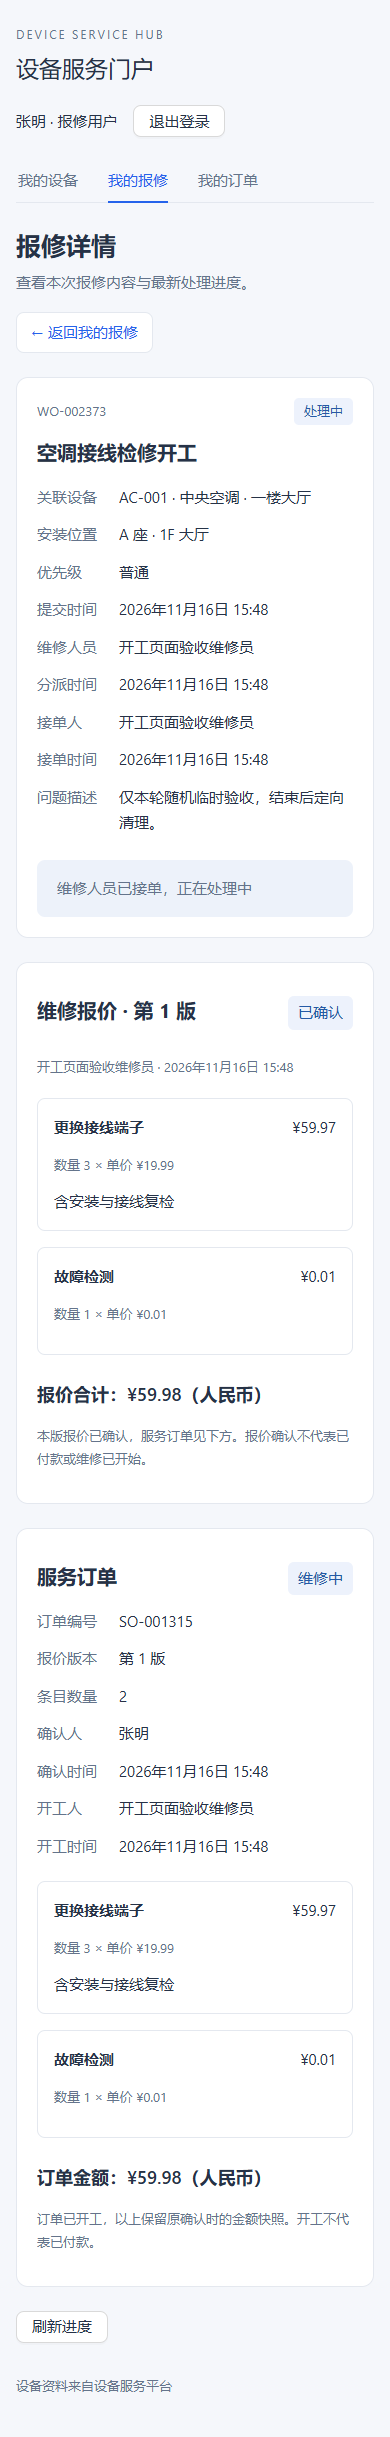 DEVICE SERVICE HUB
设备服务门户
张明 · 报修用户 退出登录
我的设备 我的报修 我的订单
报修详情
查看本次报修内容与最新处理进度。
← 返回我的报修
WO-002373 处理中
空调接线检修开工
关联设备 AC-001 · 中央空调 · 一楼大厅
安装位置 A 座 · 1F 大厅
优先级 普通
提交时间 2026年11月16日 15:48
维修人员 开工页面验收维修员
分派时间 2026年11月16日 15:48
接单人 开工页面验收维修员
接单时间 2026年11月16日 15:48
问题描述 仅本轮随机临时验收，结束后定向
清理。
维修人员已接单，正在处理中
维修报价 · 第 1 版 已确认
开工页面验收维修员 · 2026年11月16日 15:48
更换接线端子 ¥59.97
数量 3 × 单价 ¥19.99
含安装与接线复检
故障检测 ¥0.01
数量 1 × 单价 ¥0.01
报价合计：¥59.98（人民币）
本版报价已确认，服务订单见下方。报价确认不代表已
付款或维修已开始。
服务订单 维修中
订单编号 SO-001315
报价版本 第 1 版
条目数量 2
确认人 张明
确认时间 2026年11月16日 15:48
开工人 开工页面验收维修员
开工时间 2026年11月16日 15:48
更换接线端子 ¥59.97
数量 3 × 单价 ¥19.99
含安装与接线复检
故障检测 ¥0.01
数量 1 × 单价 ¥0.01
订单金额：¥59.98（人民币）
订单已开工，以上保留原确认时的金额快照。开工不代
表已付款。
刷新进度
设备资料来自设备服务平台